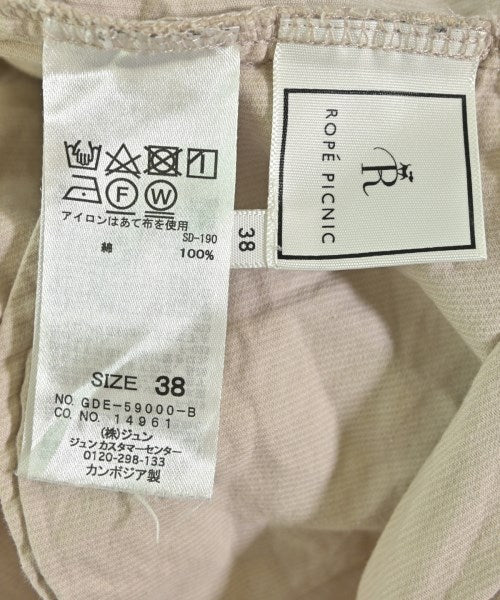 F W
アイロンはあて布を使用
SD-190
綿 100%
SIZE 38
NO. GDE-59000-B
CO. NO. 14961
(株)ジュン
ジュンカスタマーセンター
0120-298-133
カンボジア製
38
R
ROPÉ PICNIC